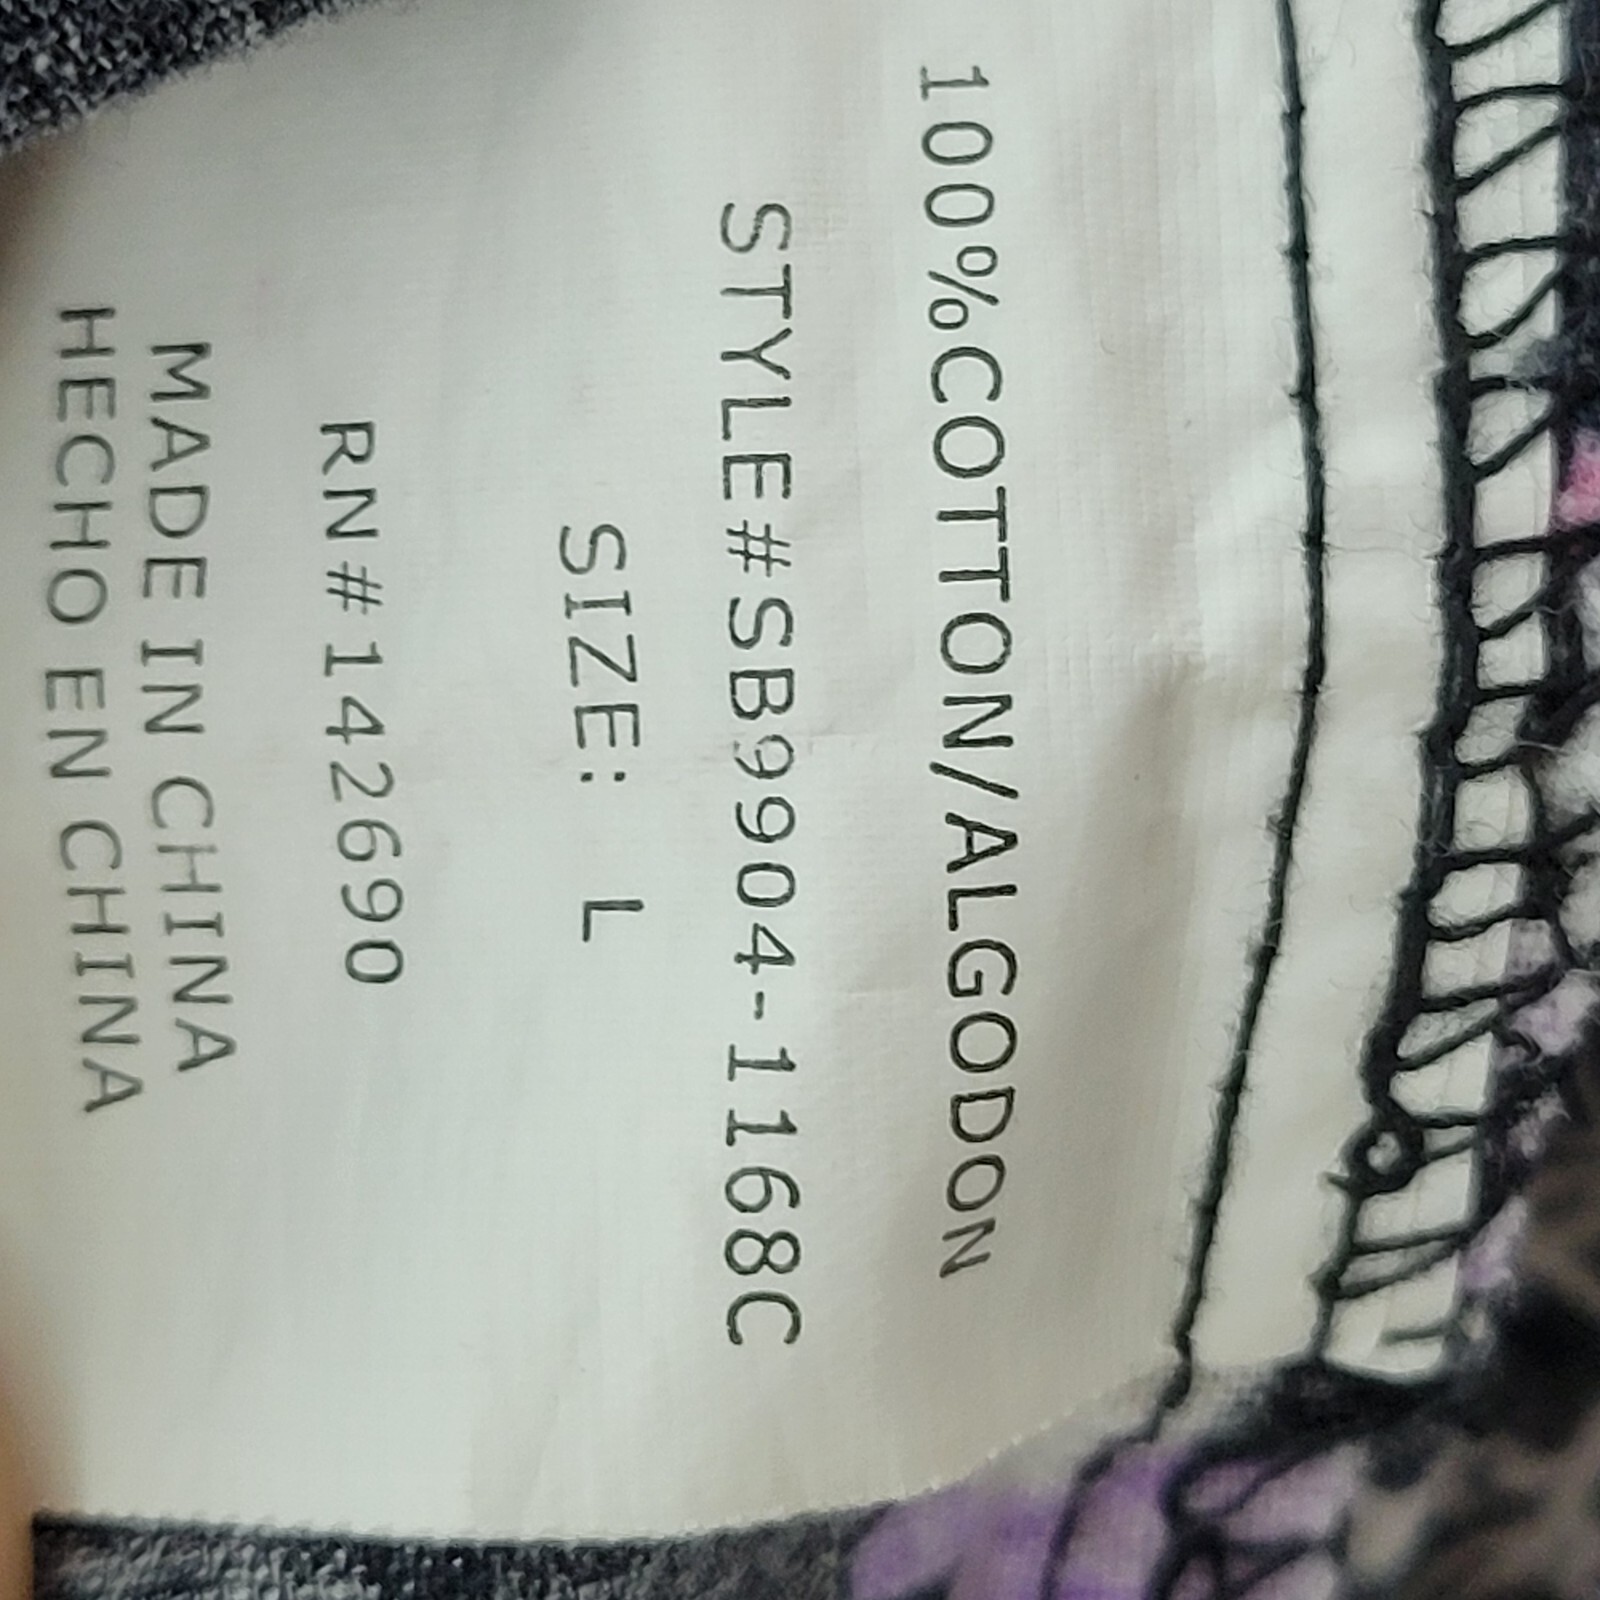 100%COTTON/ALGODON
STYLE#SB9904-1168C
SIZE: L
RN#142690
MADE IN CHINA
HECHO EN CHINA